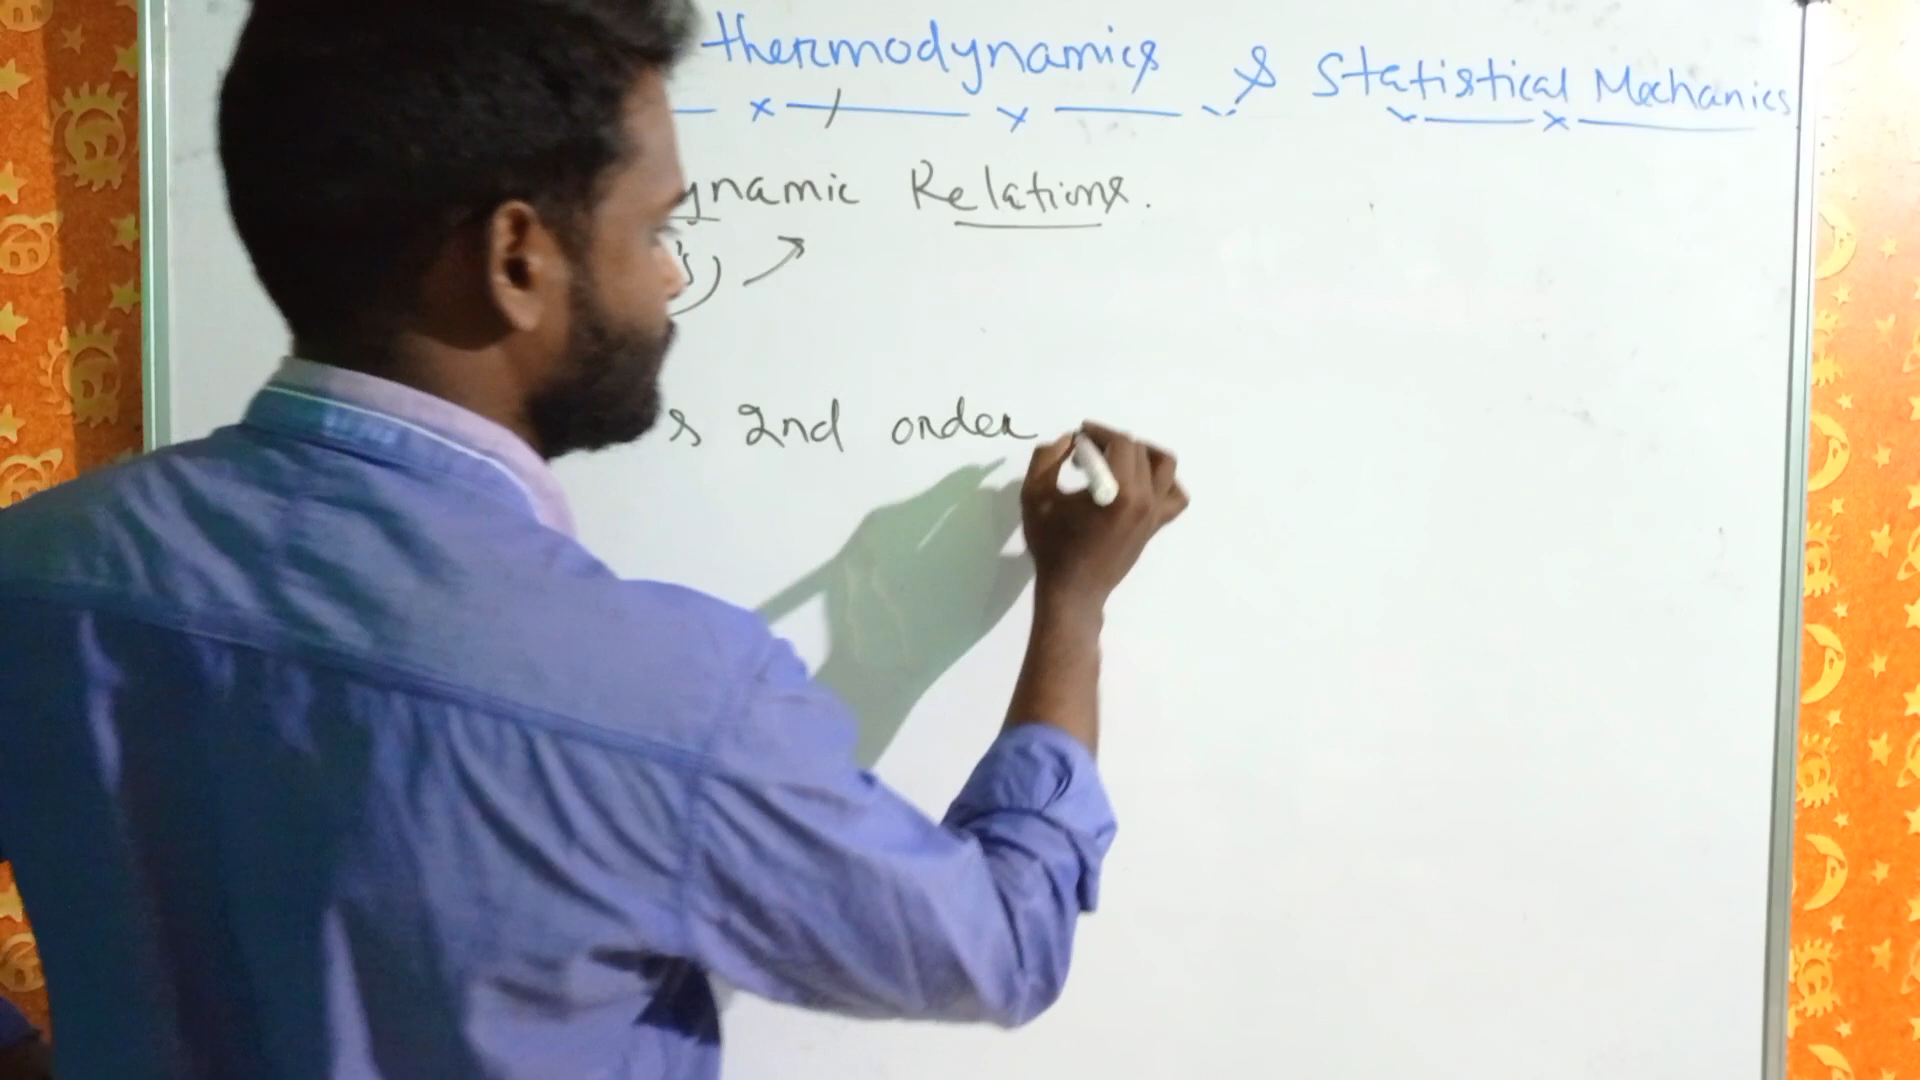 thermodynamics & Statistical Mechanics
ynamic Relations.
's)
s 2nd order